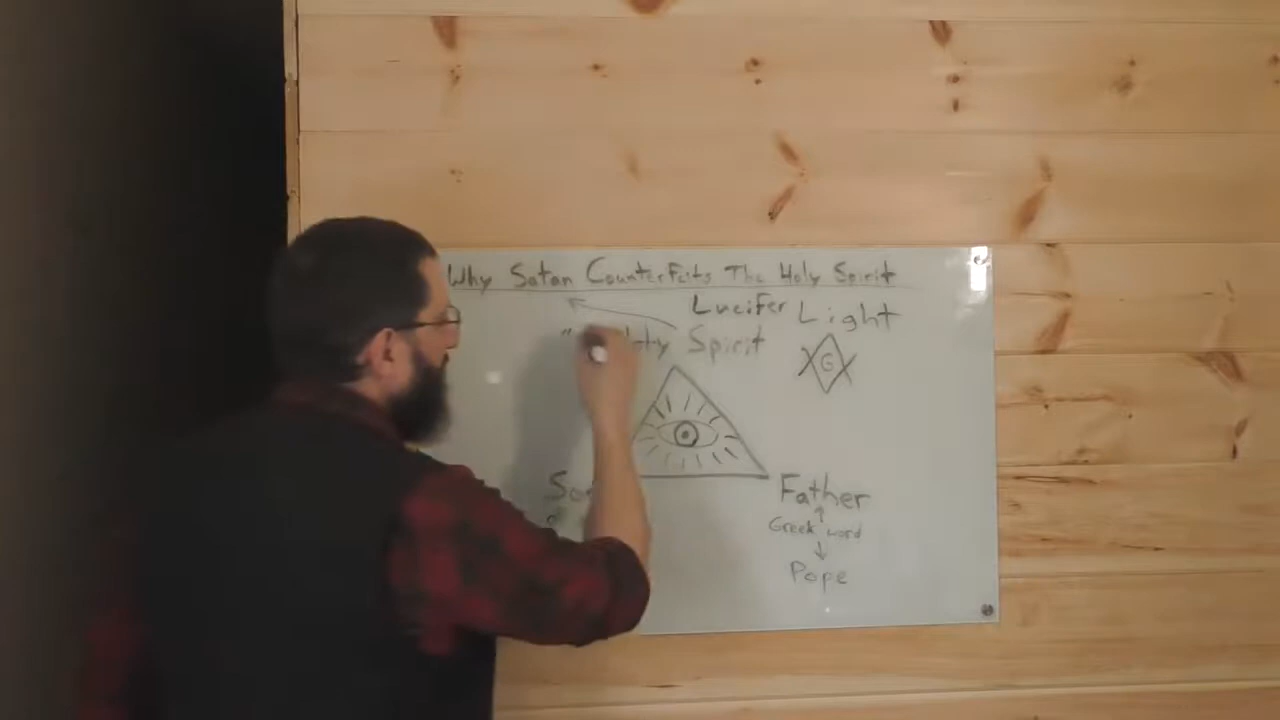 Why Satan Counterfeits The Holy Spirit
Lucifer Light
Spirit
G
Father
Greek word
Pope